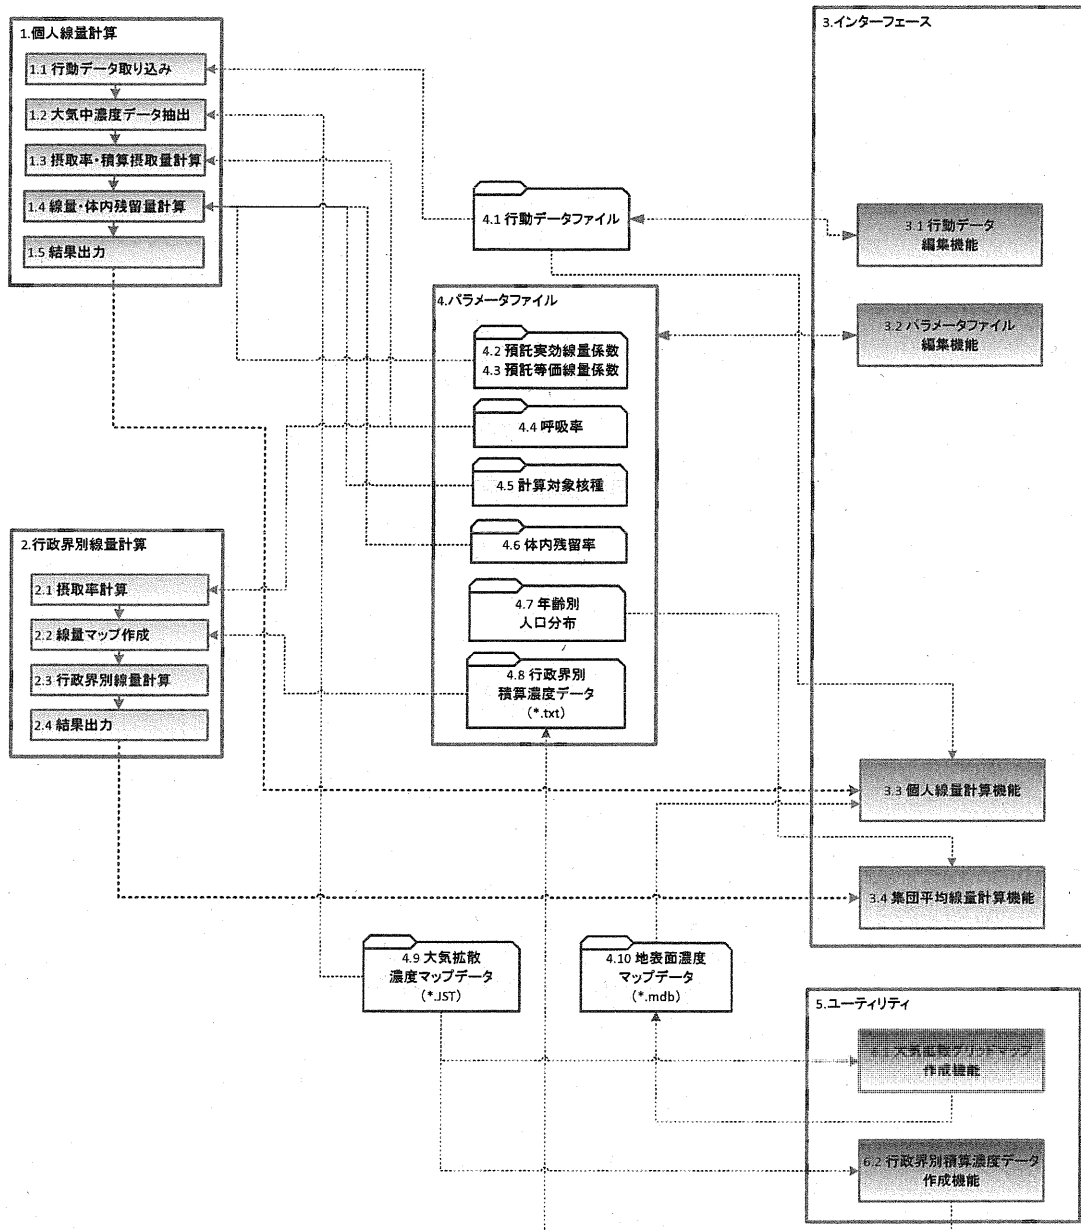 1.個人線量計算
1.1 行動データ取り込み
1.2 大気中濃度データ抽出
1.3 摂取率・積算摂取量計算
1.4 線量・体内残留量計算
1.5 結果出力
2.行政界別線量計算
2.1 摂取率計算
2.2 線量マップ作成
2.3 行政界別線量計算
2.4 結果出力
4.1 行動データファイル
4.パラメータファイル
4.2 預託実効線量係数
4.3 預託等価線量係数
4.4 呼吸率
4.5 計算対象核種
4.6 体内残留率
4.7 年齢別
人口分布
4.8 行政界別
積算濃度データ
(*.txt)
4.9 大気拡散
濃度マップデータ
(*.JST)
4.10 地表面濃度
マップデータ
(*.mdb)
3.インターフェース
3.1 行動データ
編集機能
3.2 パラメータファイル
編集機能
3.3 個人線量計算機能
3.4 集団平均線量計算機能
5.ユーティリティ
大気拡散グリッドマップ
作成機能
6.2 行政界別積算濃度データ
作成機能